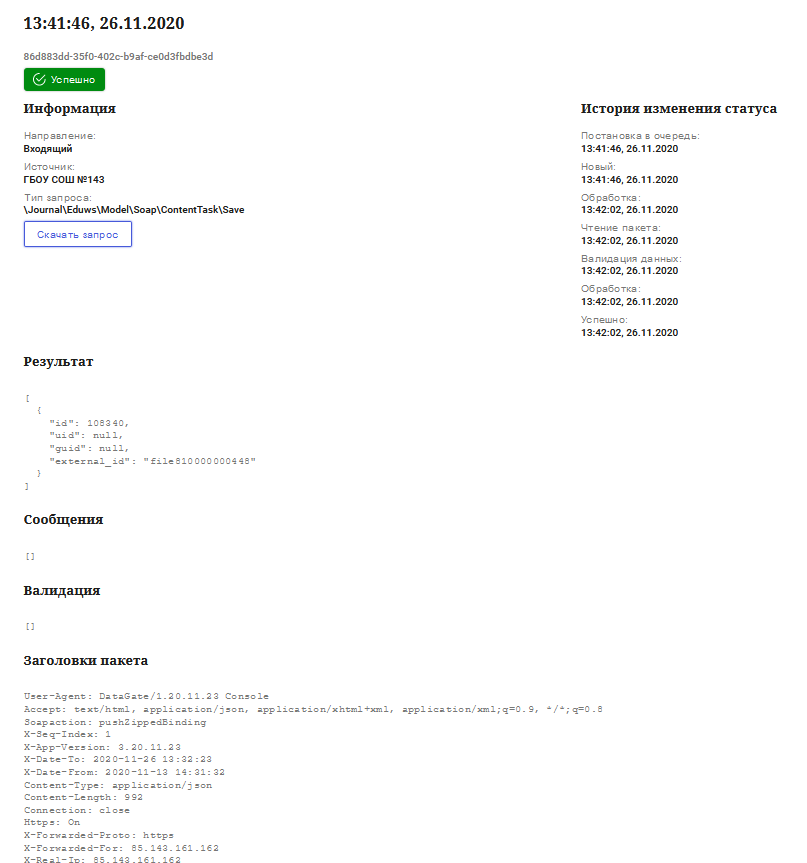 13:41:46, 26.11.2020
86d883dd-35f0-402c-b9af-ce0d3fbdbe3d
Успешно
Информация
Направление:
Входящий
Источник:
ГБОУ СОШ №143
Тип запроса:
\Journal\Eduws\Model\Soap\ContentTask\Save
Скачать запрос
История изменения статуса
Постановка в очередь:
13:41:46, 26.11.2020
Новый:
13:41:46, 26.11.2020
Обработка:
13:42:02, 26.11.2020
Чтение пакета:
13:42:02, 26.11.2020
Валидация данных:
13:42:02, 26.11.2020
Обработка:
13:42:02, 26.11.2020
Успешно:
13:42:02, 26.11.2020
Результат
[
{
"id": 108340,
"uid": null,
"guid": null,
"external_id": "file810000000448"
}
]
Сообщения
[]
Валидация
[]
Заголовки пакета
User-Agent: DataGate/1.20.11.23 Console
Accept: text/html, application/json, application/xhtml+xml, application/xml;q=0.9, */*;q=0.8
Soapaction: pushZippedBinding
X-Seq-Index: 1
X-App-Version: 3.20.11.23
X-Date-To: 2020-11-26 13:32:23
X-Date-From: 2020-11-13 14:31:32
Content-Type: application/json
Content-Length: 992
Connection: close
Https: On
X-Forwarded-Proto: https
X-Forwarded-For: 85.143.161.162
X-Real-Ip: 85.143.161.162